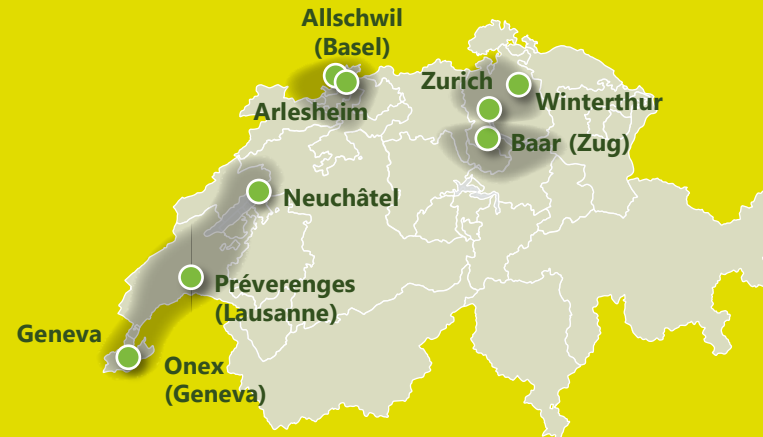 Allschwil
(Basel)
Zurich
Arlesheim
Winterthur
Baar (Zug)
Neuchâtel
Préverenges
(Lausanne)
Geneva
Onex
(Geneva)